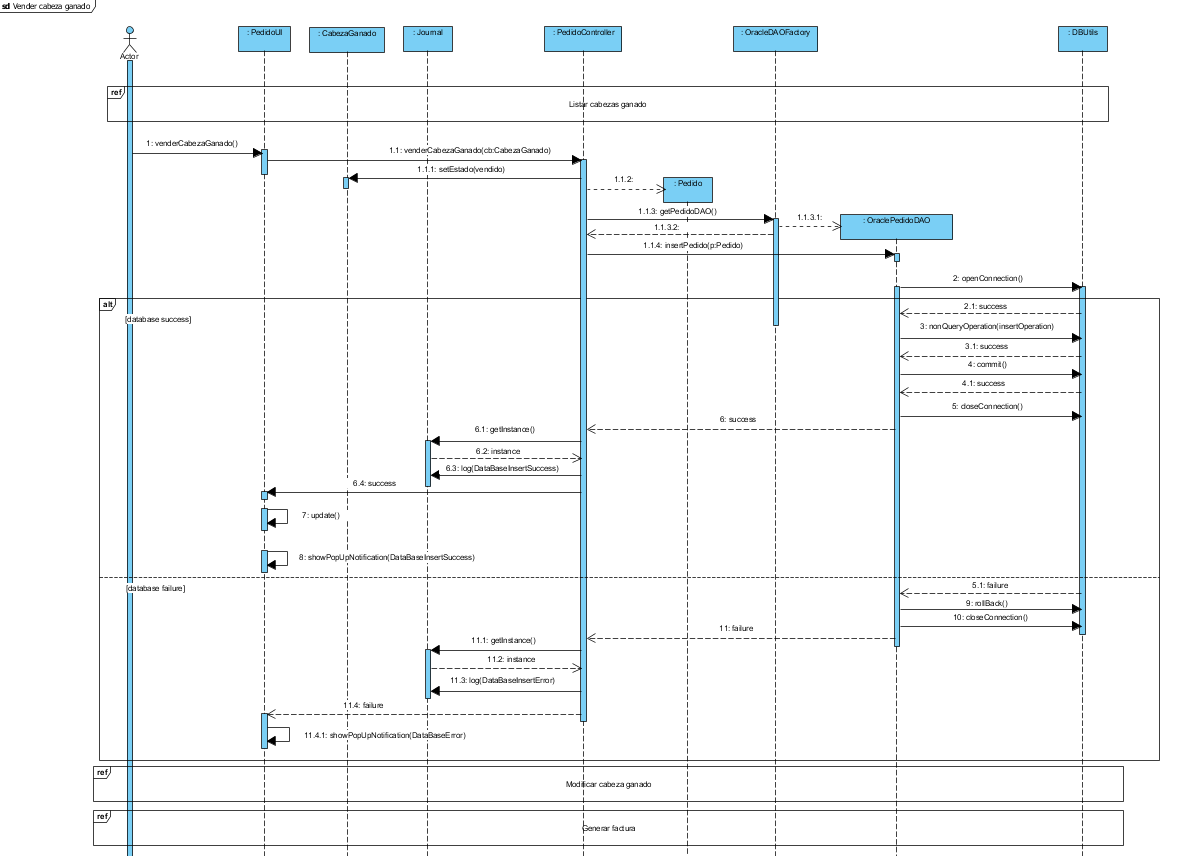 sd Vender cabeza ganado
: PedidoUI
: CabezaGanado
: Journal
: PedidoController
: OracleDAOFactory
: DBUtils
Actor
ref
Listar cabezas ganado
1: venderCabezaGanado()
1.1: venderCabezaGanado(cb:CabezaGanado)
1.1.1: setEstado(vendido)
1.1.2:
: Pedido
1.1.3: getPedidoDAO()
1.1.3.1:
: OraclePedidoDAO
1.1.3.2:
1.1.4: insertPedido(p:Pedido)
2: openConnection()
alt
[database success]
2.1: success
3: nonQueryOperation(insertOperation)
3.1: success
4: commit()
4.1: success
5: closeConnection()
6: success
6.1: getInstance()
6.2: instance
6.3: log(DataBaseInsertSuccess)
6.4: success
7: update()
8: showPopUpNotification(DataBaseInsertSuccess)
[database failure]
5.1: failure
9: rollBack()
10: closeConnection()
11: failure
11.1: getInstance()
11.2: instance
11.3: log(DataBaseInsertError)
11.4: failure
11.4.1: showPopUpNotification(DataBaseError)
ref
Modificar cabeza ganado
ref
Generar factura